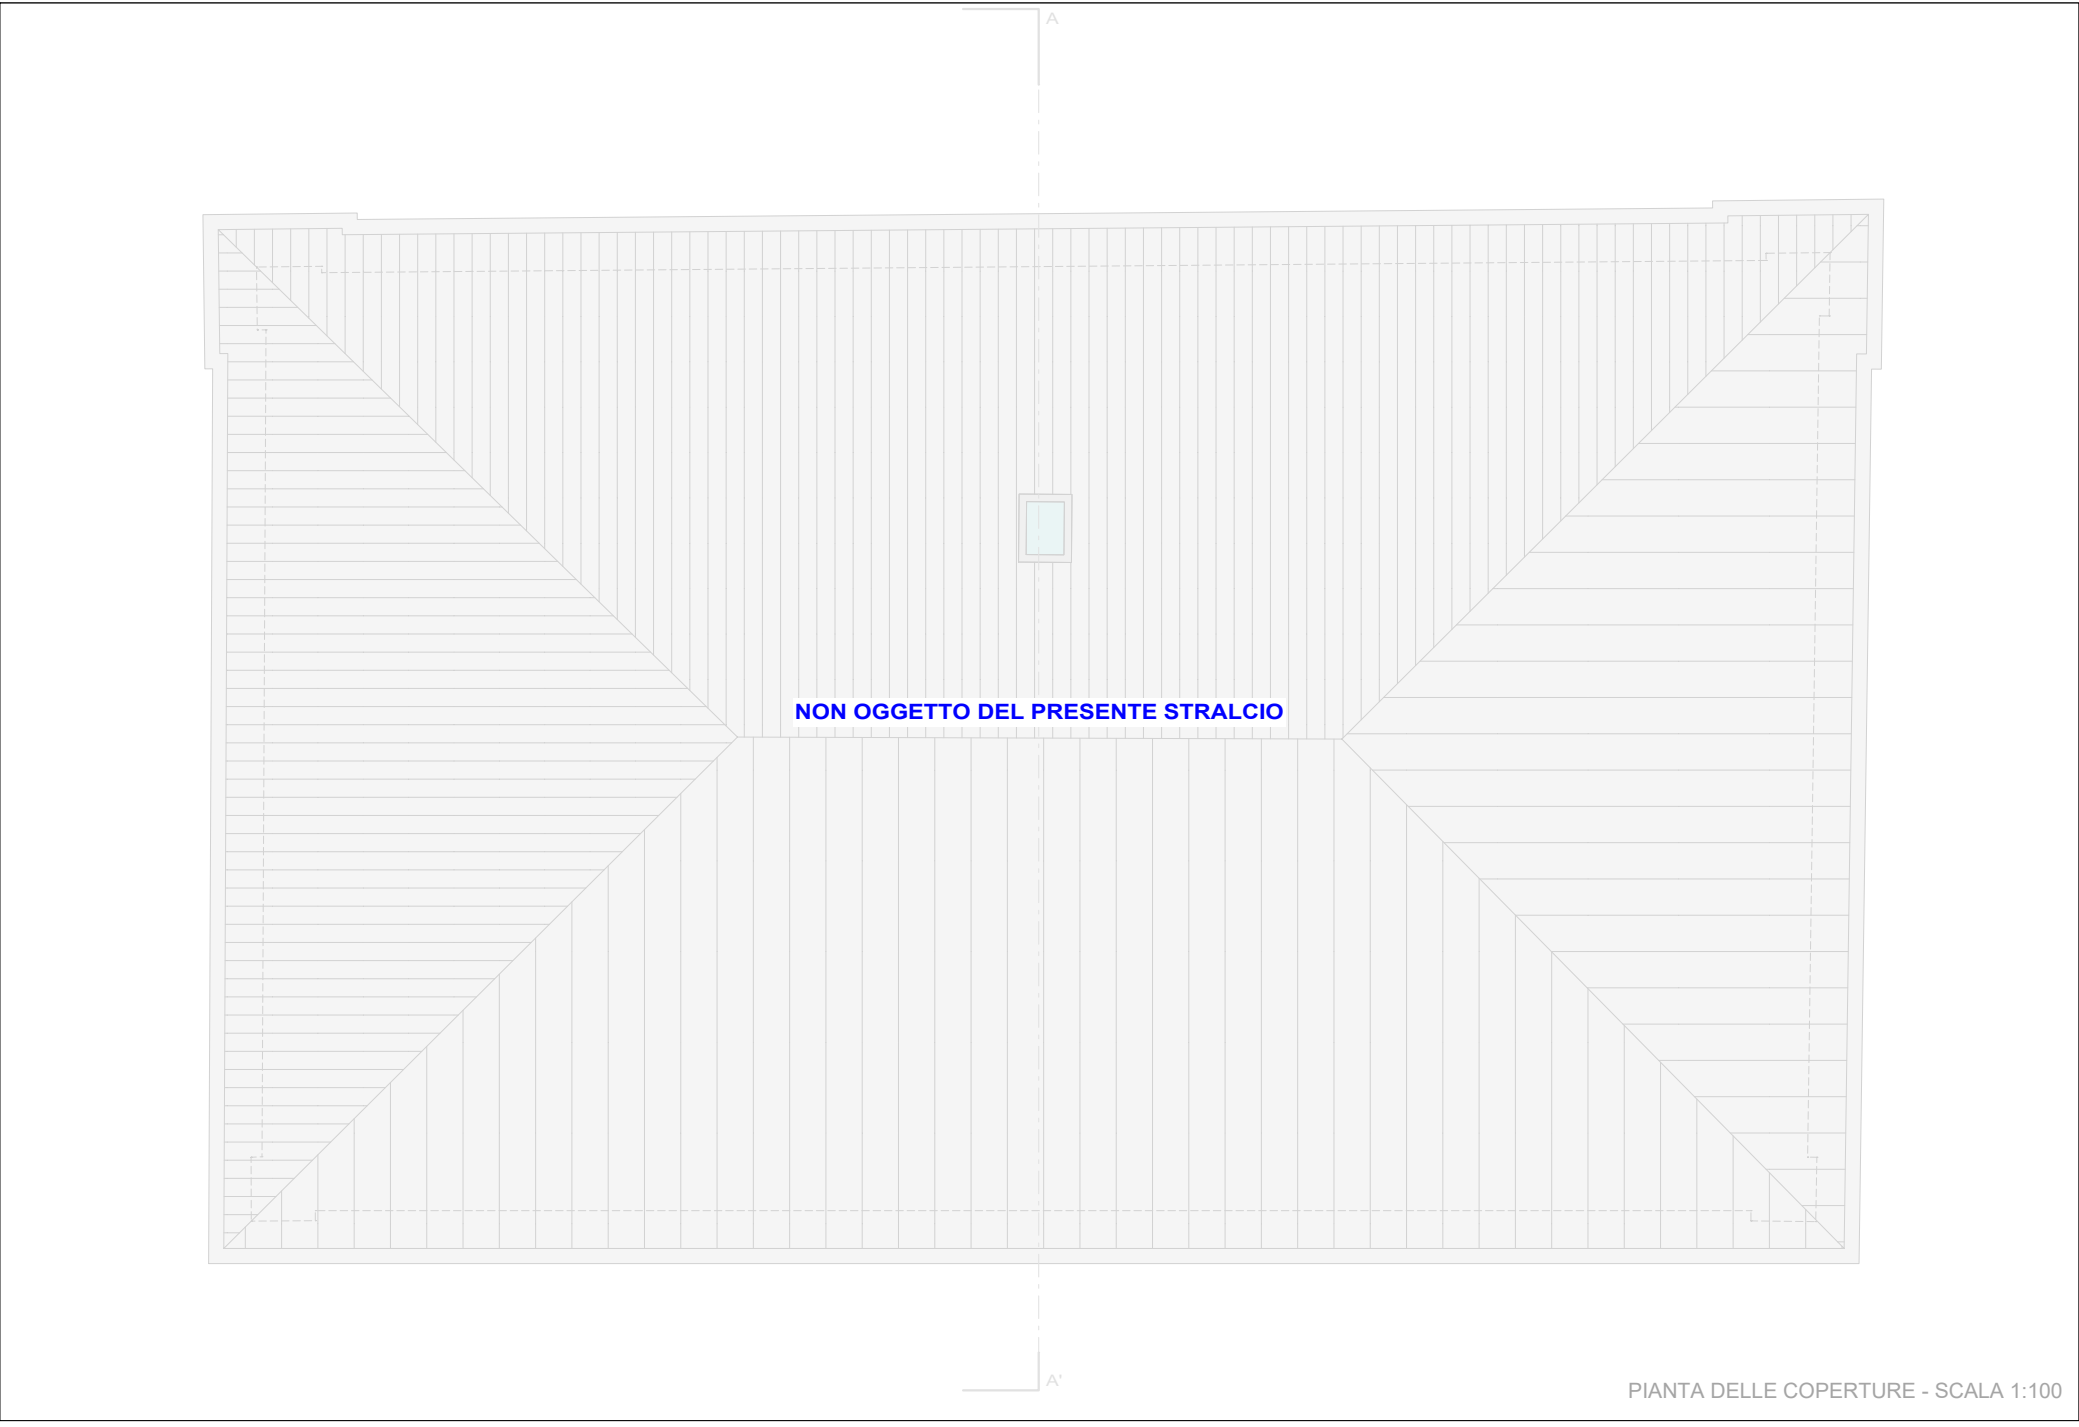 A
NON OGGETTO DEL PRESENTE STRALCIO
A'
PIANTA DELLE COPERTURE - SCALA 1:100